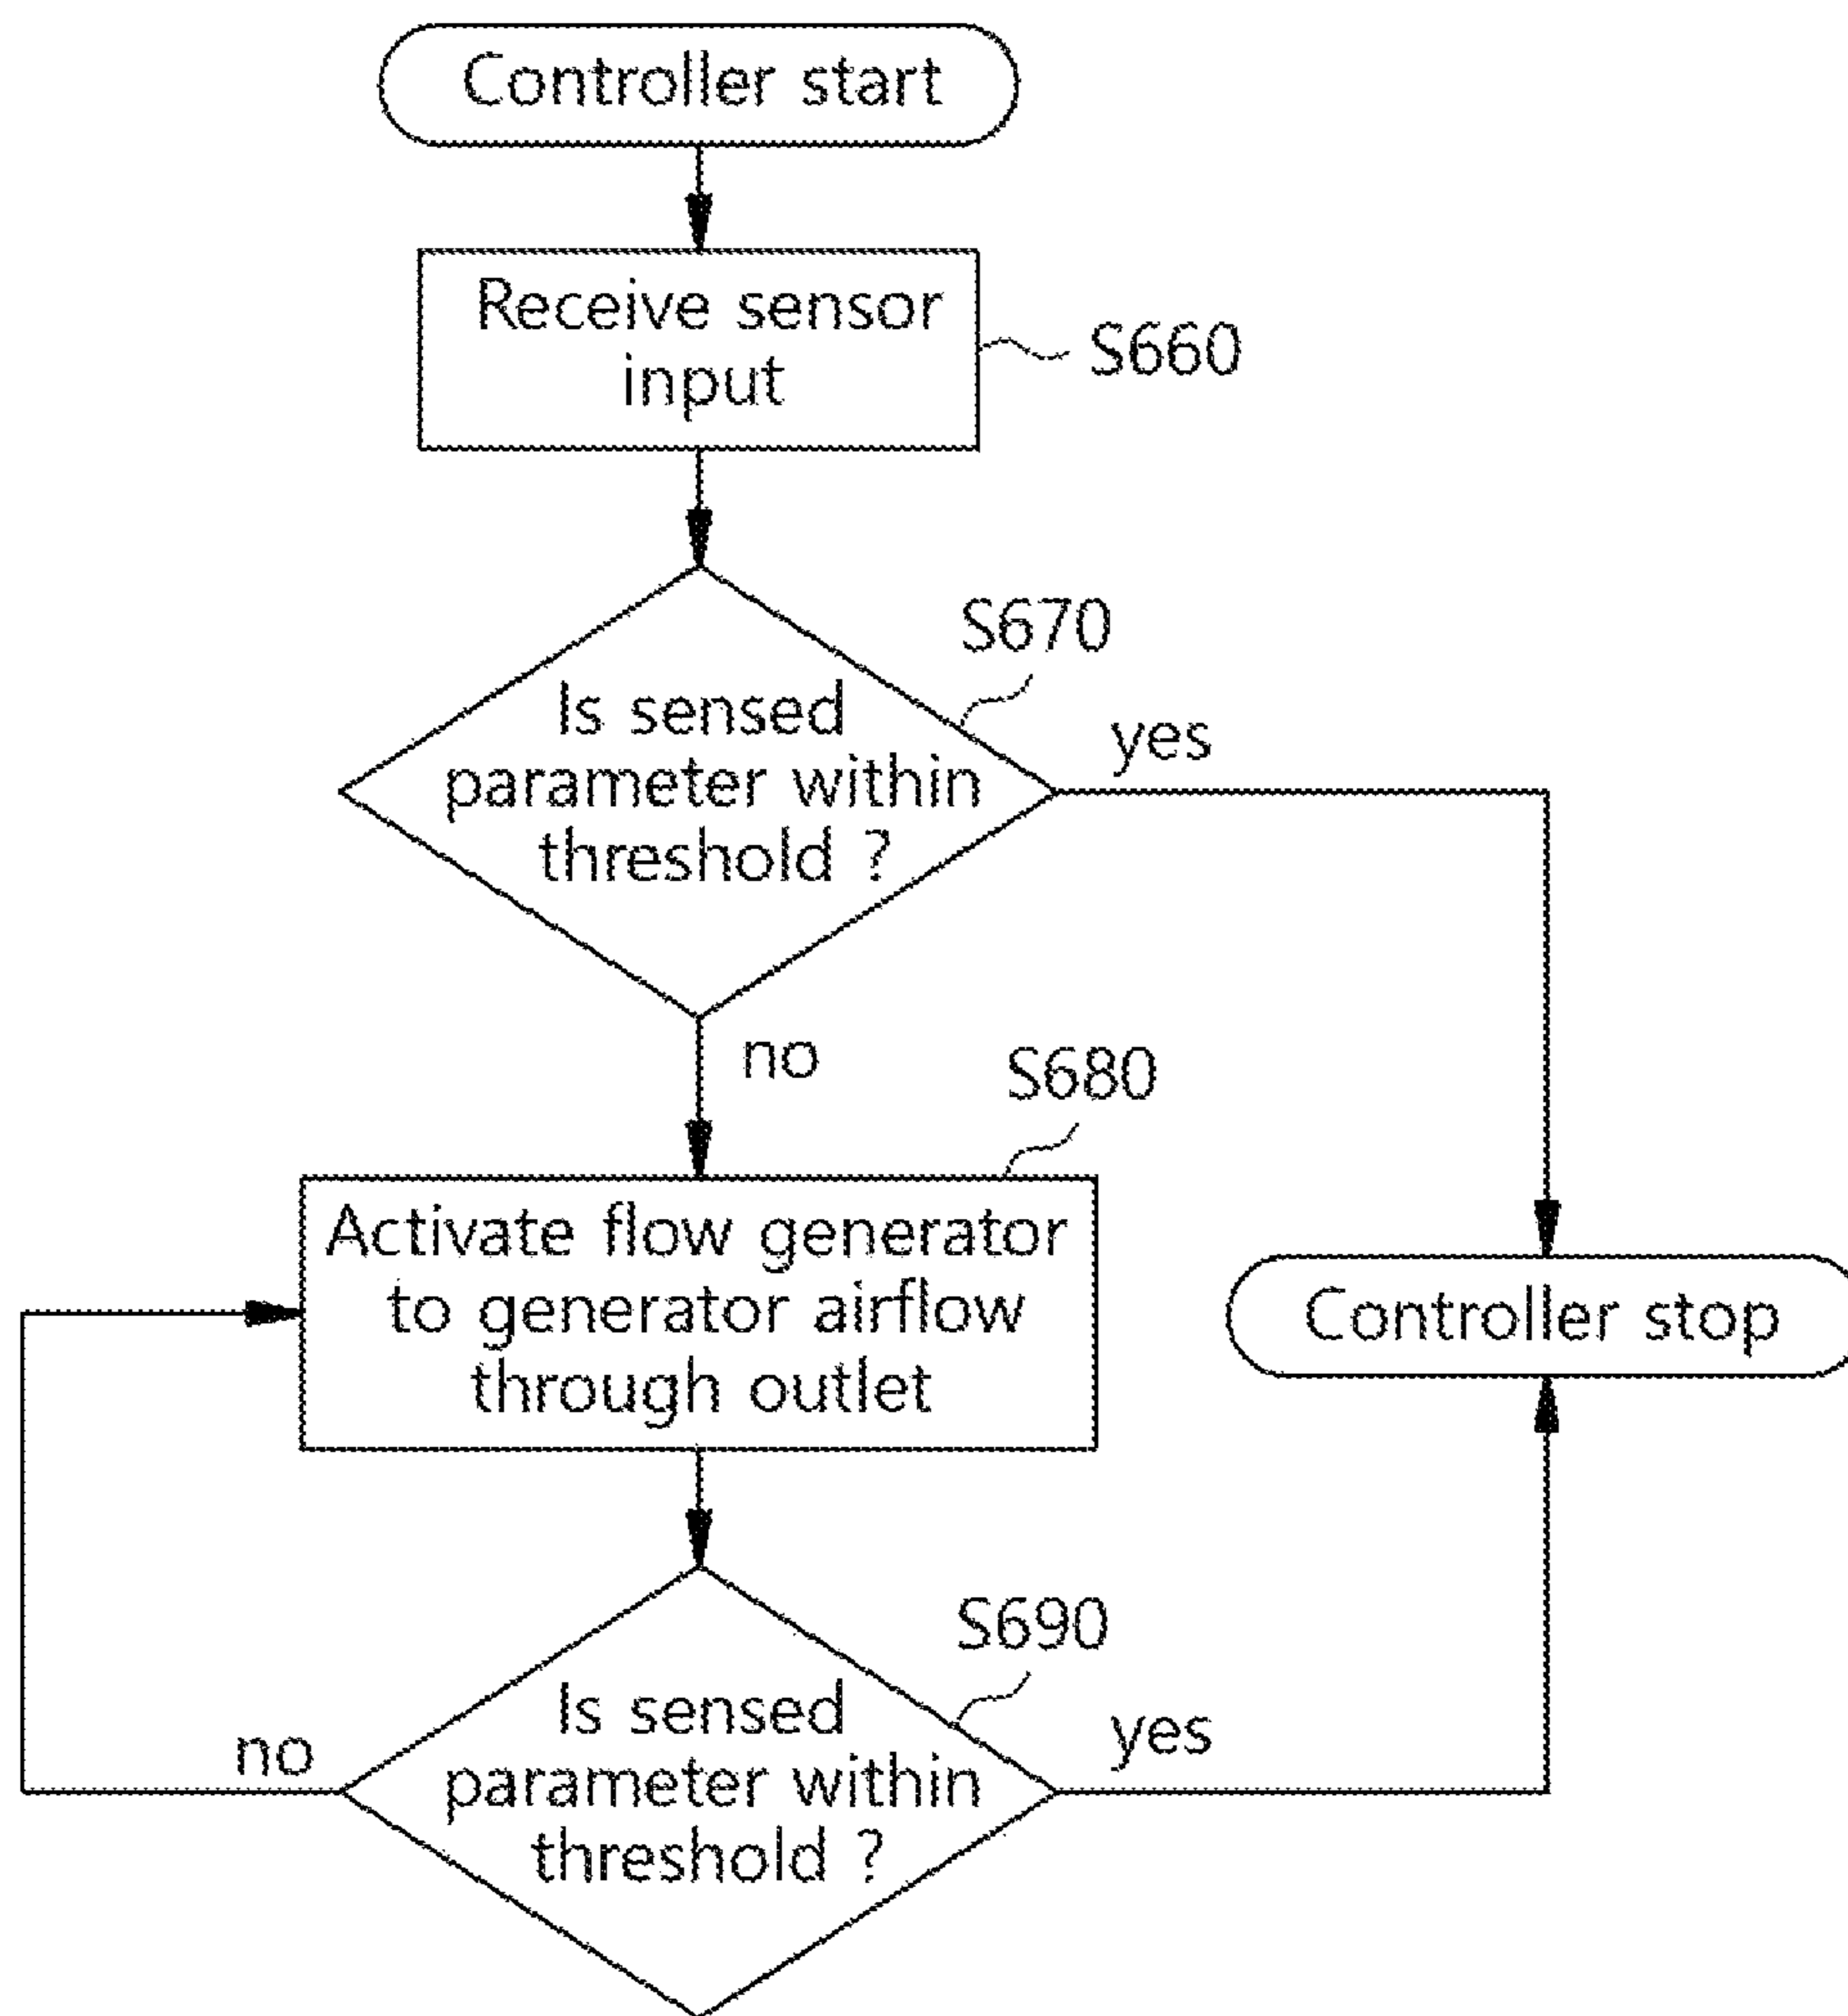 Controller start
Receive sensor
input
S660
S670
Is sensed
parameter within
threshold ?
yes
no
S680
Activate flow generator
to generator airflow
through outlet
Controller stop
S690
Is sensed
parameter within
threshold ?
no
yes